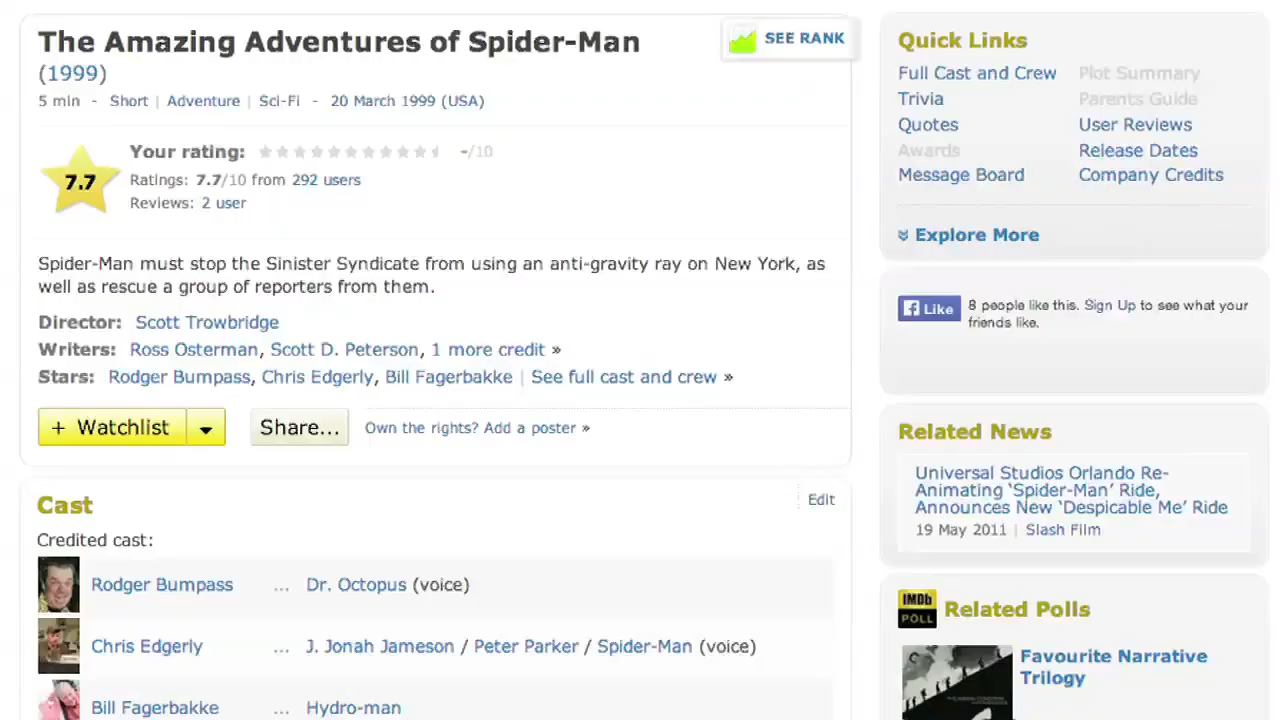 The Amazing Adventures of Spider-Man
(1999)
SEE RANK
5 min - Short | Adventure | Sci-Fi - 20 March 1999 (USA)
7.7
Your rating: -/10
Ratings: 7.7/10 from 292 users
Reviews: 2 user
Spider-Man must stop the Sinister Syndicate from using an anti-gravity ray on New York, as
well as rescue a group of reporters from them.
Director: Scott Trowbridge
Writers: Ross Osterman, Scott D. Peterson, 1 more credit »
Stars: Rodger Bumpass, Chris Edgerly, Bill Fagerbakke | See full cast and crew »
+ Watchlist
Share...
Own the rights? Add a poster »
Cast
Edit
Credited cast:
Rodger Bumpass ... Dr. Octopus (voice)
Chris Edgerly ... J. Jonah Jameson / Peter Parker / Spider-Man (voice)
Bill Fagerbakke ... Hydro-man
Quick Links
Full Cast and Crew Plot Summary
Trivia Parents Guide
Quotes User Reviews
Awards Release Dates
Message Board Company Credits
Explore More
Like
8 people like this. Sign Up to see what your
friends like.
Related News
Universal Studios Orlando Re-
Animating ‘Spider-Man’ Ride,
Announces New ‘Despicable Me’ Ride
19 May 2011 | Slash Film
IMDb
POLL
Related Polls
Favourite Narrative
Trilogy